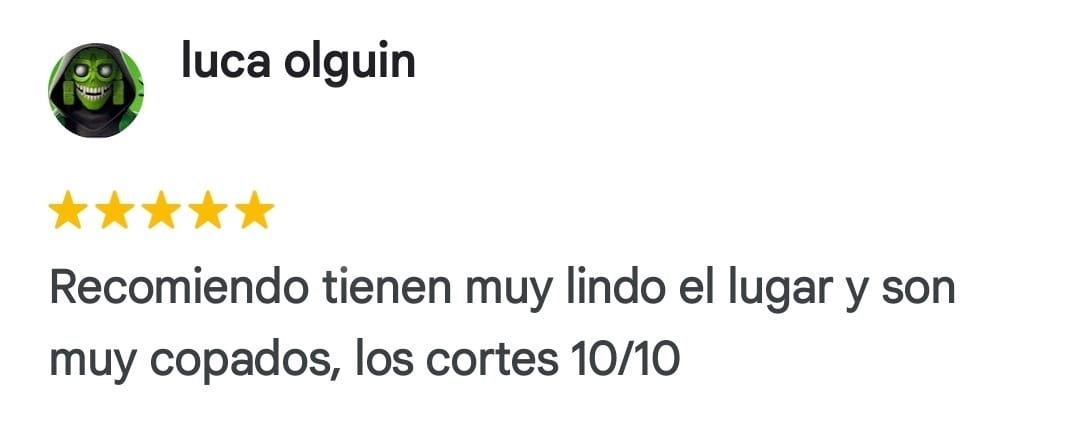 luca olguin
Recomiendo tienen muy lindo el lugar y son
muy copados, los cortes 10/10